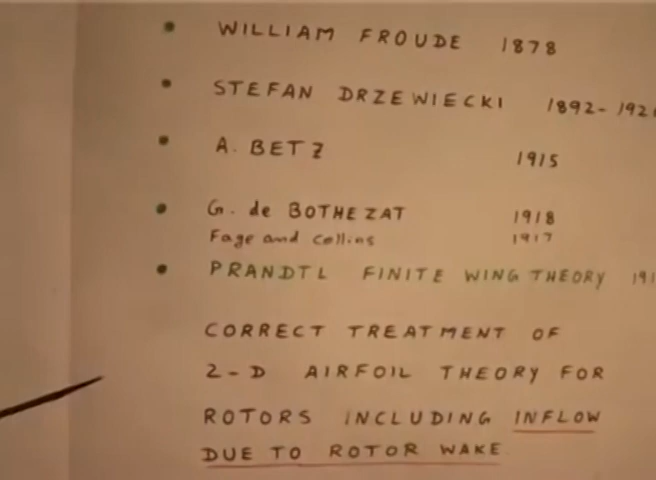 • WILLIAM FROUDE 1878
• STEFAN DRZEWIECKI 1892-
• A. BETZ 1915
• G. de BOTHEZAT 1918
Fage and Collins 1917
• PRANDTL FINITE WING THEORY
CORRECT TREATMENT OF
2-D AIRFOIL THEORY FOR
ROTORS INCLUDING INFLOW
DUE TO ROTOR WAKE